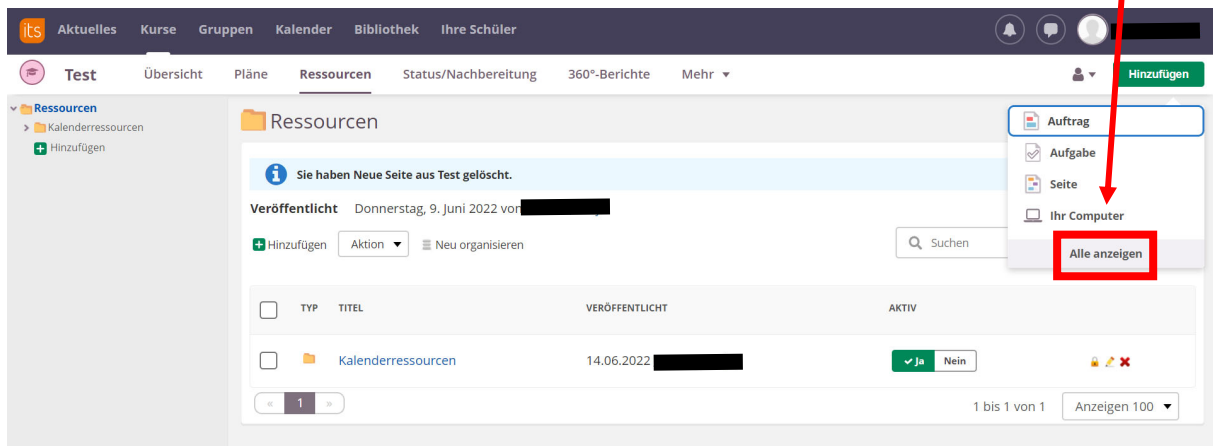 its Aktuelles Kurse Gruppen Kalender Bibliothek Ihre Schüler
Test Übersicht Pläne Ressourcen Status/Nachbereitung 360°-Berichte Mehr Hinzufügen
Ressourcen
Kalenderressourcen
Hinzufügen
Ressourcen
Sie haben Neue Seite aus Test gelöscht.
Veröffentlicht Donnerstag, 9. Juni 2022 von
Hinzufügen Aktion Neu organisieren
Suchen
Auftrag
Aufgabe
Seite
Ihr Computer
Alle anzeigen
TYP TITEL VERÖFFENTLICHT AKTIV
Kalenderressourcen 14.06.2022 Ja Nein
« 1 »
1 bis 1 von 1 Anzeigen 100